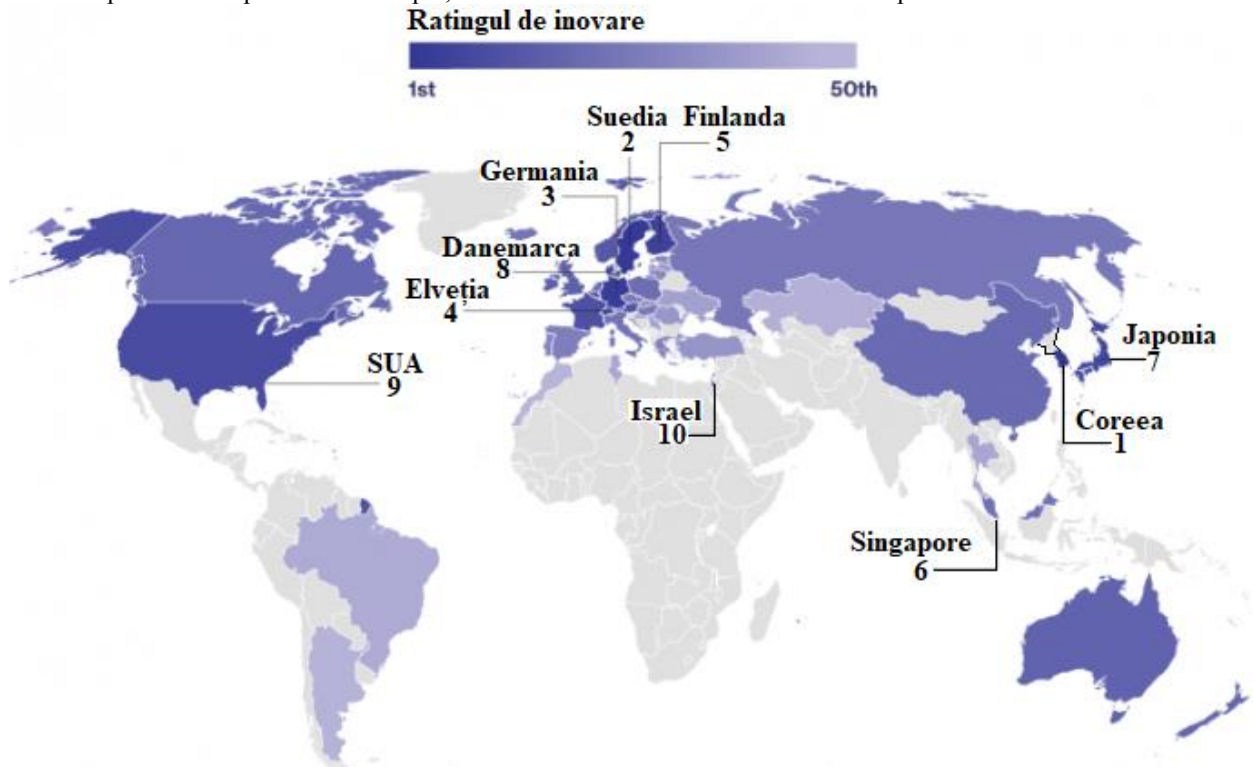 Ratingul de inovare
1st
50th
Suedia
2
Finlanda
5
Germania
3
Danemarca
8
Elveția
4
SUA
9
Israel
10
Japonia
7
Coreea
1
Singapore
6